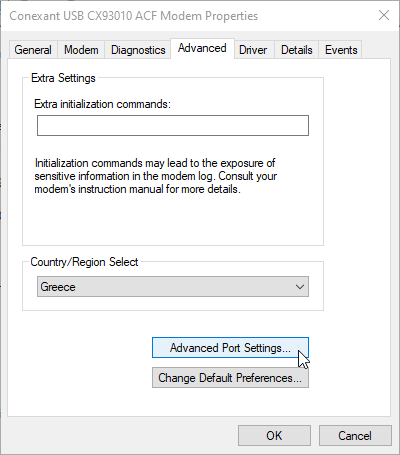 Conexant USB CX93010 ACF Modem Properties
General Modem Diagnostics Advanced Driver Details Events
Extra Settings
Extra initialization commands:
Initialization commands may lead to the exposure of
sensitive information in the modem log. Consult your
modem's instruction manual for more details.
Country/Region Select
Greece
Advanced Port Settings...
Change Default Preferences...
OK Cancel